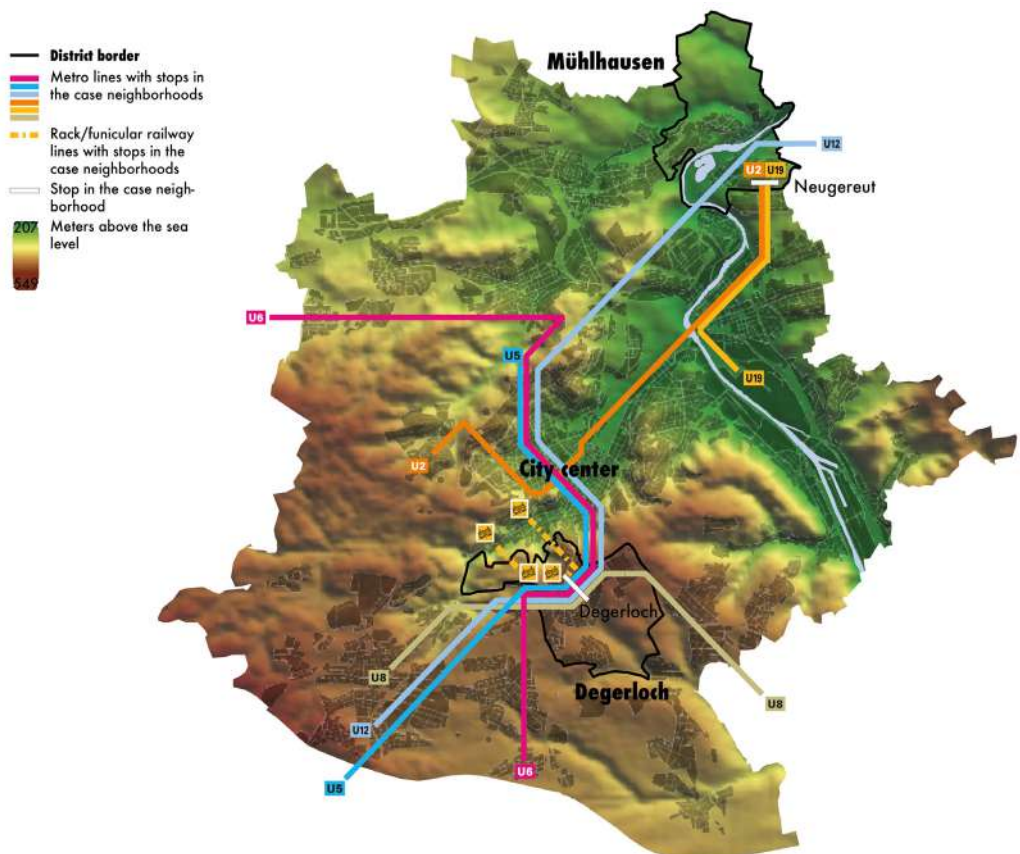 District border
Metro lines with stops in
the case neighborhoods
Rack/funicular railway
lines with stops in the
case neighborhoods
Stop in the case neigh-
borhood
207
Meters above the sea
level
549
Mühlhausen
U12
U2 U19
Neugereut
U6
U5
U19
U2
City center
Degerloch
Degerloch
U8
U8
U12
U6
U5